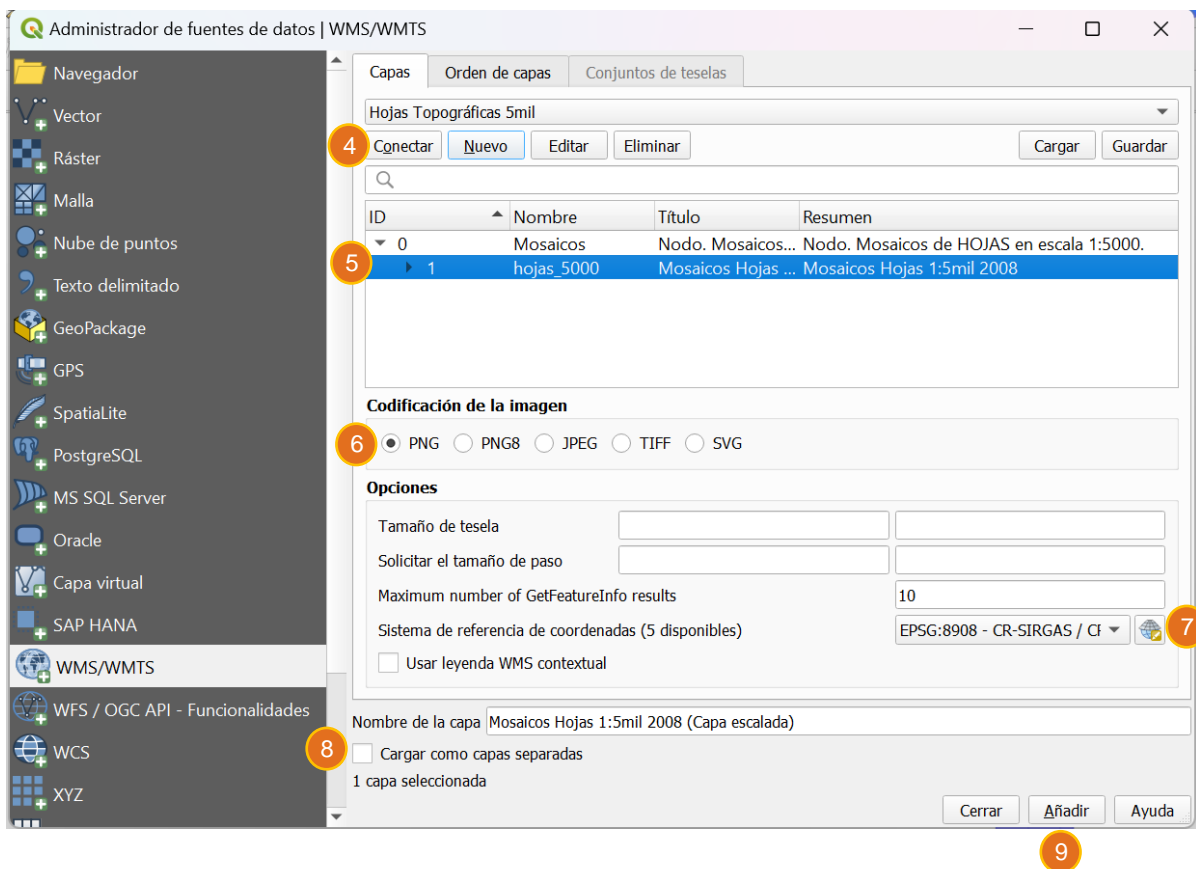 Administrador de fuentes de datos | WMS/WMTS
Navegador
Vector
Ráster
Malla
Nube de puntos
Texto delimitado
GeoPackage
GPS
SpatiaLite
PostgreSQL
MS SQL Server
Oracle
Capa virtual
SAP HANA
WMS/WMTS
WFS / OGC API - Funcionalidades
WCS
XYZ
Capas Orden de capas Conjuntos de teselas
Hojas Topográficas 5mil
4 Conectar Nuevo Editar Eliminar Cargar Guardar
ID Nombre Título Resumen
0 Mosaicos Nodo. Mosaicos... Nodo. Mosaicos de HOJAS en escala 1:5000.
5 1 hojas_5000 Mosaicos Hojas ... Mosaicos Hojas 1:5mil 2008
Codificación de la imagen
6 PNG PNG8 JPEG TIFF SVG
Opciones
Tamaño de tesela
Solicitar el tamaño de paso
Maximum number of GetFeatureInfo results 10
Sistema de referencia de coordenadas (5 disponibles) EPSG:8908 - CR-SIRGAS / CI 7
Usar leyenda WMS contextual
Nombre de la capa Mosaicos Hojas 1:5mil 2008 (Capa escalada)
8 Cargar como capas separadas
1 capa seleccionada
Cerrar Añadir Ayuda
9